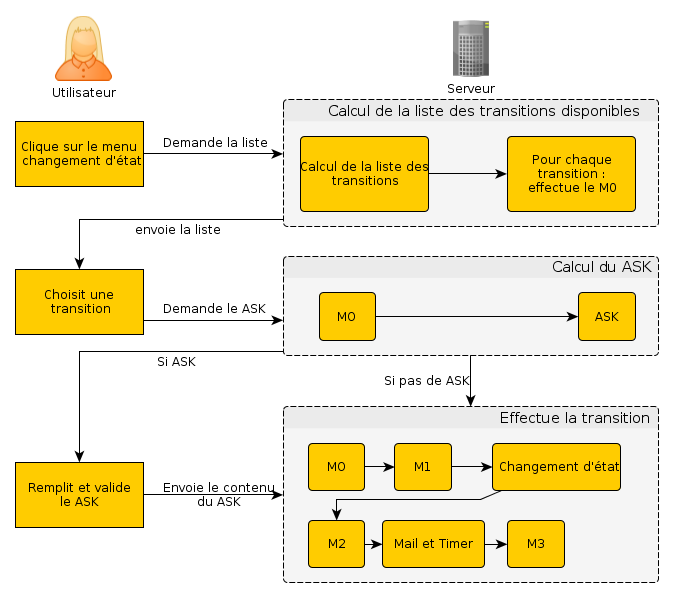 Utilisateur
Serveur
Calcul de la liste des transitions disponibles
Clique sur le menu
changement d'état
Demande la liste
Calcul de la liste des
transitions
Pour chaque
transition :
effectue le M0
envoie la liste
Calcul du ASK
Choisit une
transition
Demande le ASK
M0
ASK
Si ASK
Si pas de ASK
Effectue la transition
Remplit et valide
le ASK
Envoie le contenu
du ASK
M0
M1
Changement d'état
M2
Mail et Timer
M3